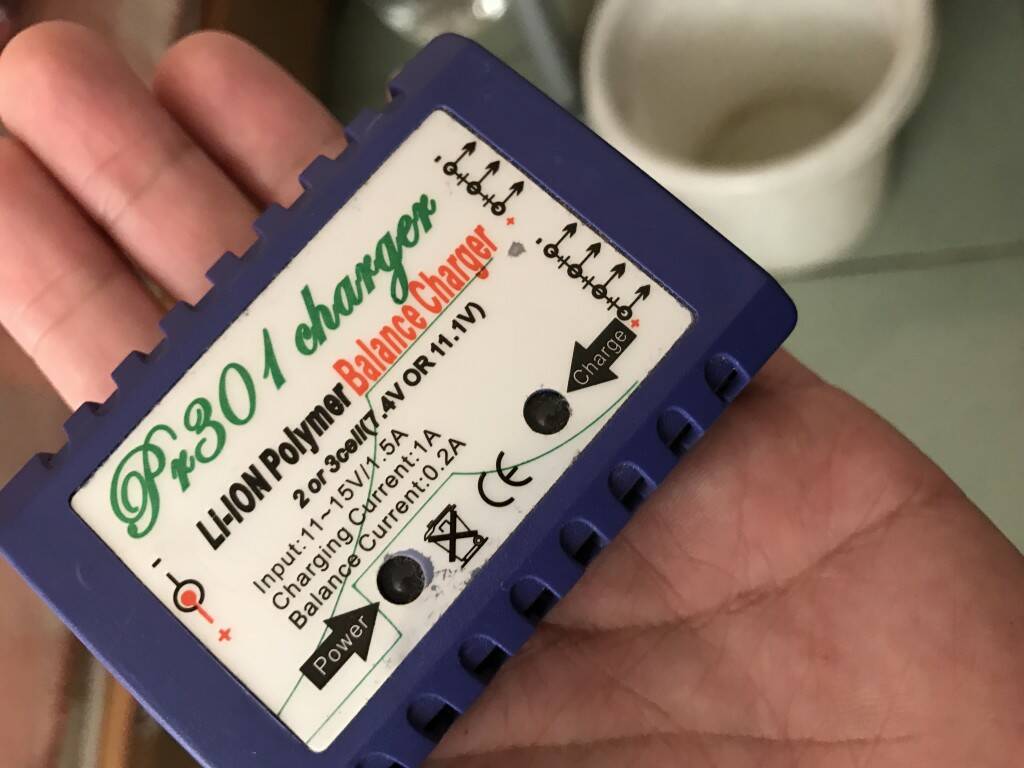 Pr301 charger
LI-ION Polymer Balance Charger
2 or 3cell(7.4V OR 11.1V)
Input:11~15V/1.5A
Charging Current:1A
Balance Current:0.2A
- +
Power
CE
Charge
- +
- +